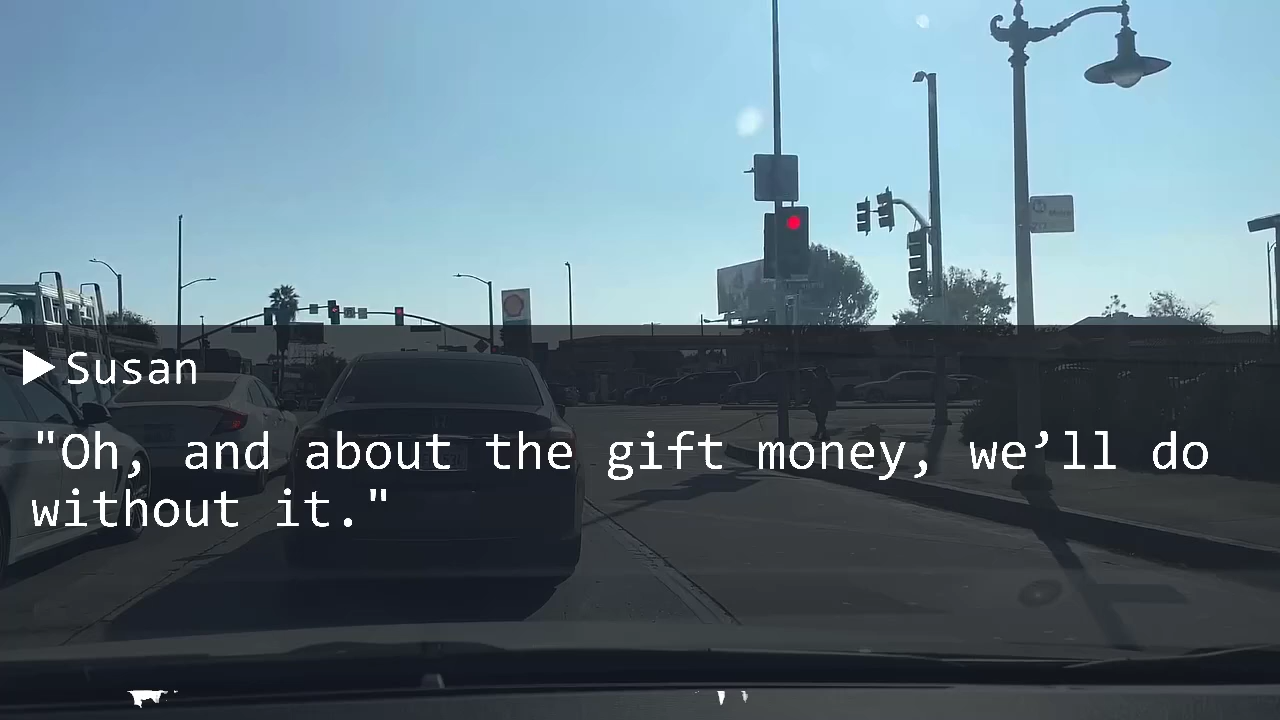 ▶Susan
"Oh, and about the gift money, we’ll do
without it."